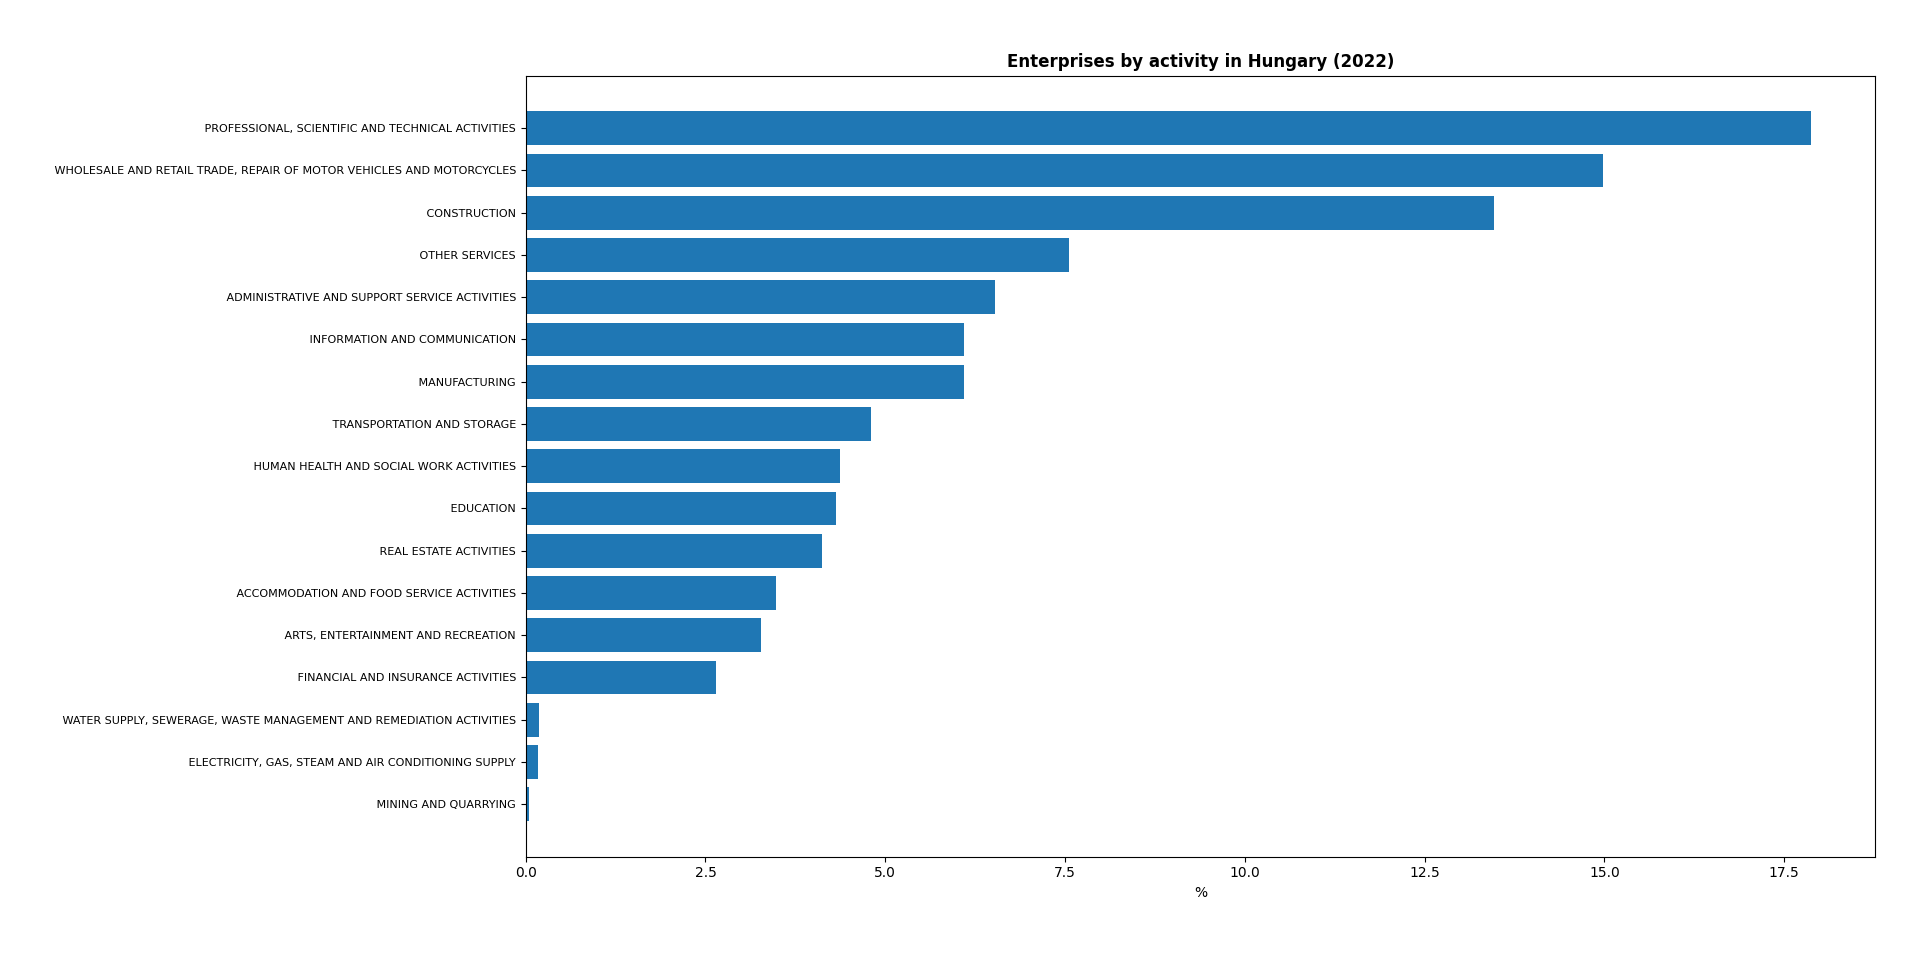 Enterprises by activity in Hungary (2022)
PROFESSIONAL, SCIENTIFIC AND TECHNICAL ACTIVITIES
WHOLESALE AND RETAIL TRADE, REPAIR OF MOTOR VEHICLES AND MOTORCYCLES
CONSTRUCTION
OTHER SERVICES
ADMINISTRATIVE AND SUPPORT SERVICE ACTIVITIES
INFORMATION AND COMMUNICATION
MANUFACTURING
TRANSPORTATION AND STORAGE
HUMAN HEALTH AND SOCIAL WORK ACTIVITIES
EDUCATION
REAL ESTATE ACTIVITIES
ACCOMMODATION AND FOOD SERVICE ACTIVITIES
ARTS, ENTERTAINMENT AND RECREATION
FINANCIAL AND INSURANCE ACTIVITIES
WATER SUPPLY, SEWERAGE, WASTE MANAGEMENT AND REMEDIATION ACTIVITIES
ELECTRICITY, GAS, STEAM AND AIR CONDITIONING SUPPLY
MINING AND QUARRYING
0.0 2.5 5.0 7.5 10.0 12.5 15.0 17.5
%